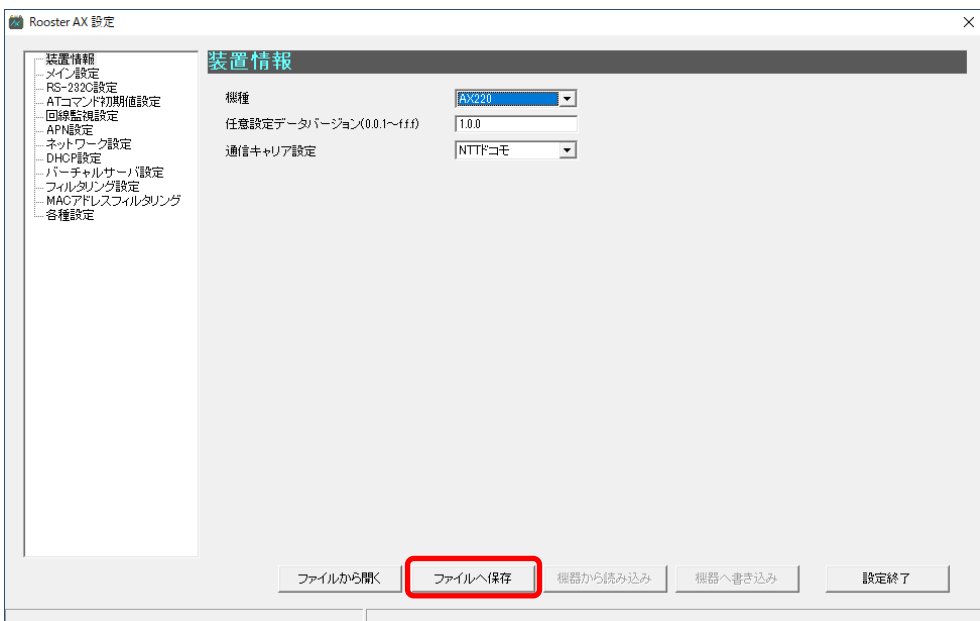 Rooster AX 設定
装置情報
メイン設定
RS-232C設定
ATコマンド初期値設定
回線監視設定
APN設定
ネットワーク設定
DHCP設定
バーチャルサーバ設定
フィルタリング設定
MACアドレスフィルタリング
各種設定
装置情報
機種 AX220
任意設定データバージョン(0.0.1～f.f.f) 1.0.0
通信キャリア設定 NTTドコモ
ファイルから開く ファイルへ保存 機器から読み込み 機器へ書き込み 設定終了